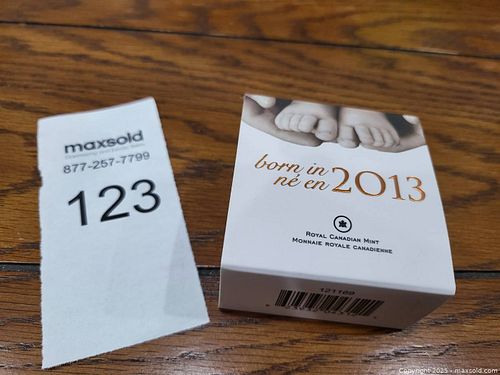 maxsold
877-257-7799
123
born in
né en 2013
ROYAL CANADIAN MINT
MONNAIE ROYALE CANADIENNE
121169
Copyright 2025 - maxsold.com